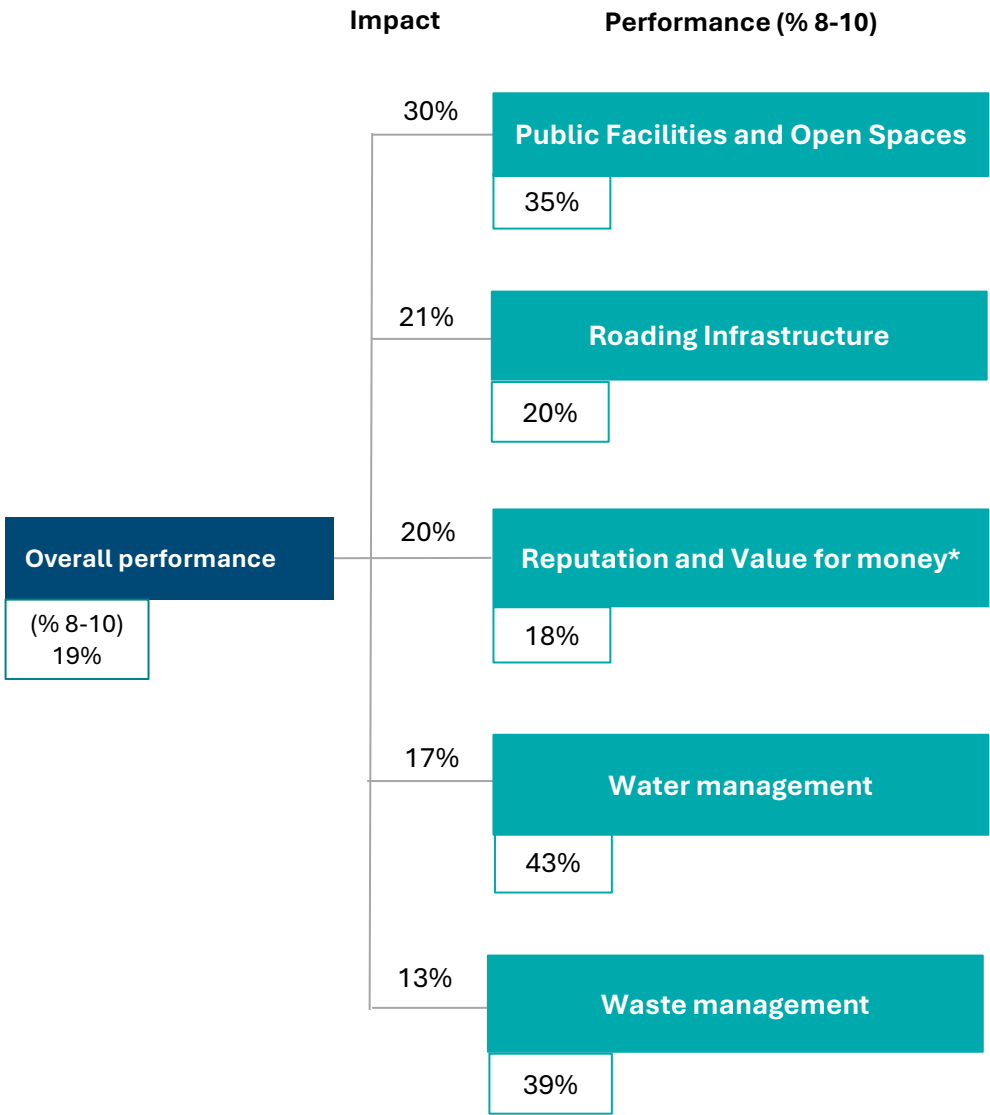 Impact
Performance (% 8-10)
30%
Public Facilities and Open Spaces
35%
21%
Roading Infrastructure
20%
20%
Reputation and Value for money*
18%
Overall performance
(% 8-10)
19%
17%
Water management
43%
13%
Waste management
39%